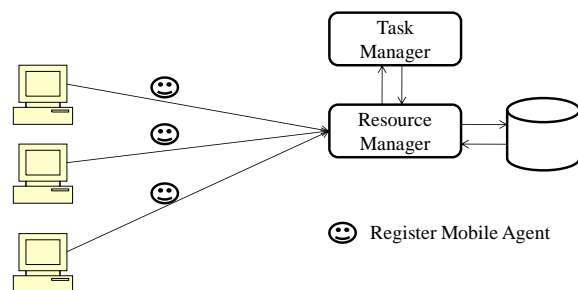 Task
Manager
Resource
Manager
Register Mobile Agent